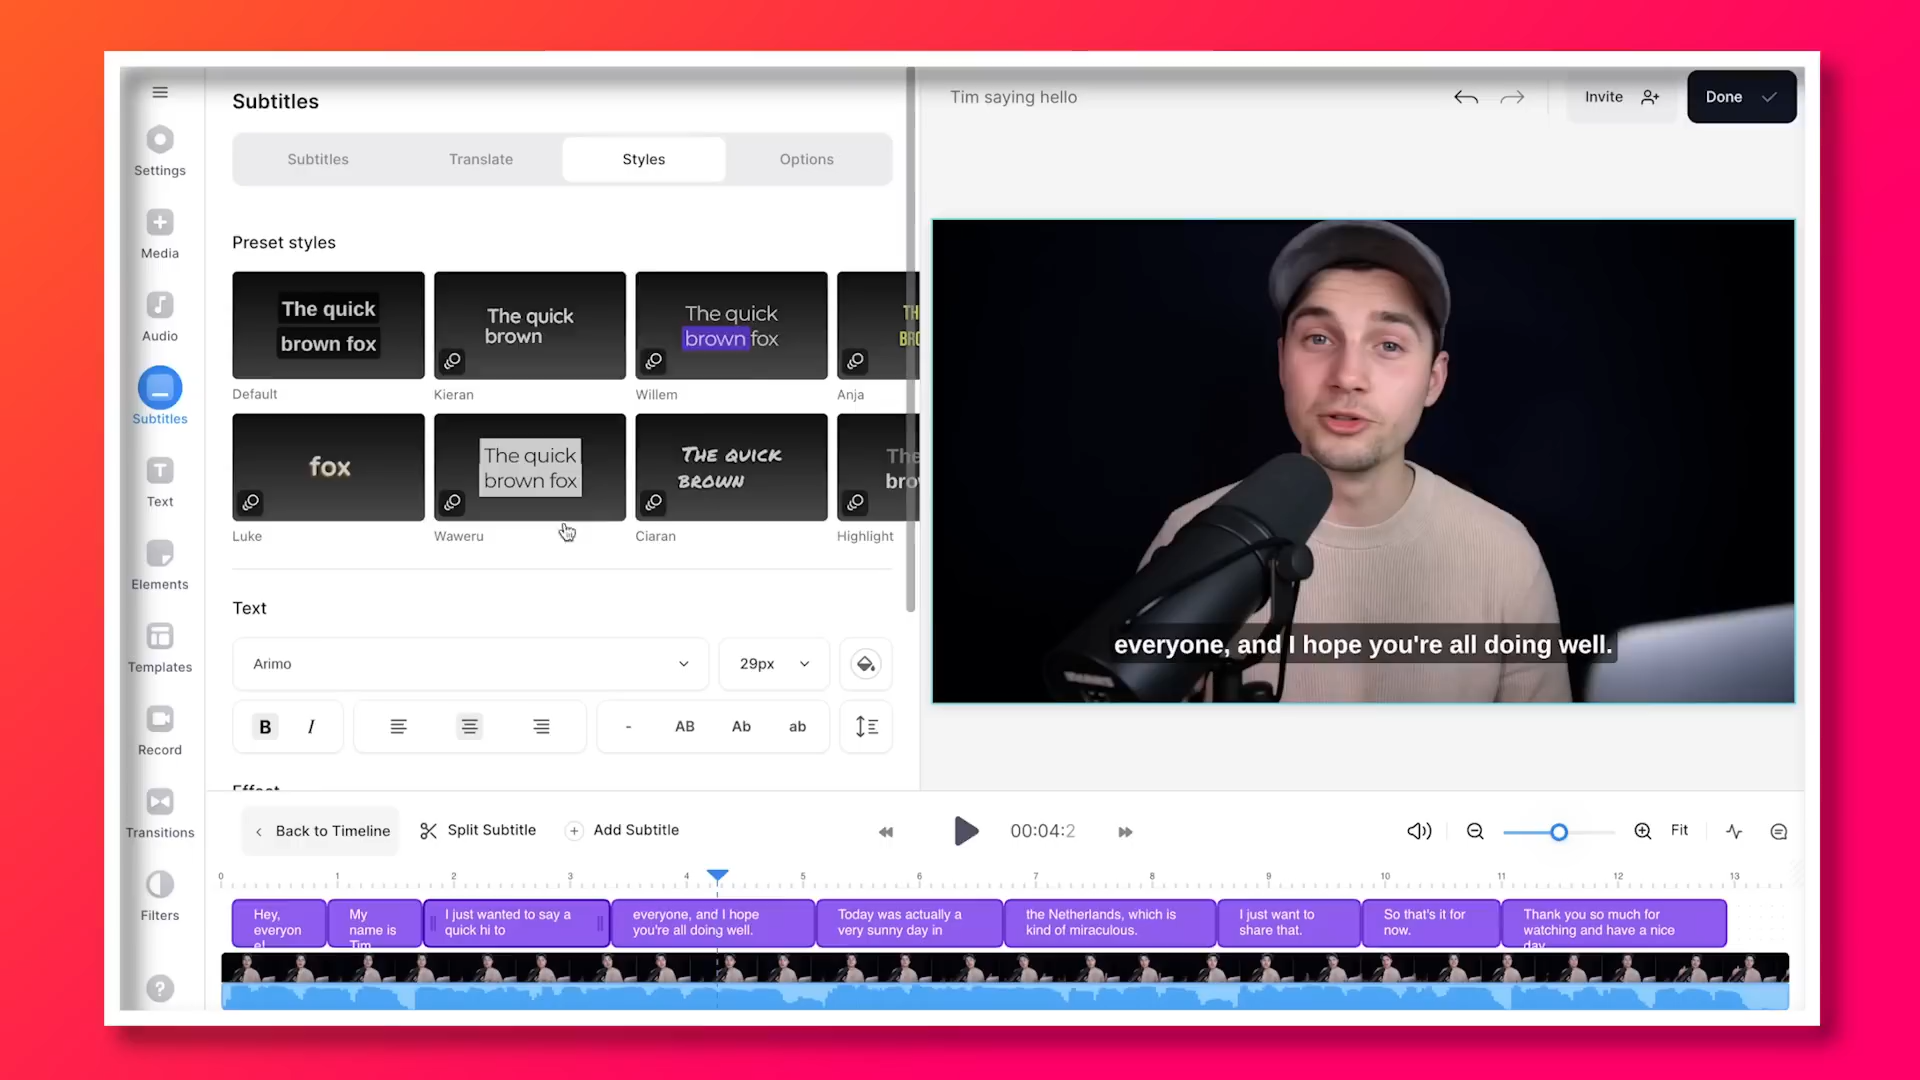 Subtitles
Tim saying hello
Invite
Done
Settings
Media
Audio
Subtitles
Text
Elements
Templates
Record
Transitions
Filters
?
Subtitles
Translate
Styles
Options
Preset styles
The quick
brown fox
Default
The quick
brown
Kieran
The quick
brown fox
Willem
TH
BRO
Anja
fox
Luke
The quick
brown fox
Waweru
THE QUICK
BROWN
Ciaran
The
bro
Highlight
Text
Arimo
29px
B
I
-
AB
Ab
ab
Effect
everyone, and I hope you're all doing well.
Back to Timeline
Split Subtitle
Add Subtitle
00:04:2
Fit
0 1 2 3 4 5 6 7 8 9 10 11 12 13
Hey,
everyon
e!
My
name is
Tim
I just wanted to say a
quick hi to
everyone, and I hope
you're all doing well.
Today was actually a
very sunny day in
the Netherlands, which is
kind of miraculous.
I just want to
share that.
So that's it for
now.
Thank you so much for
watching and have a nice
day